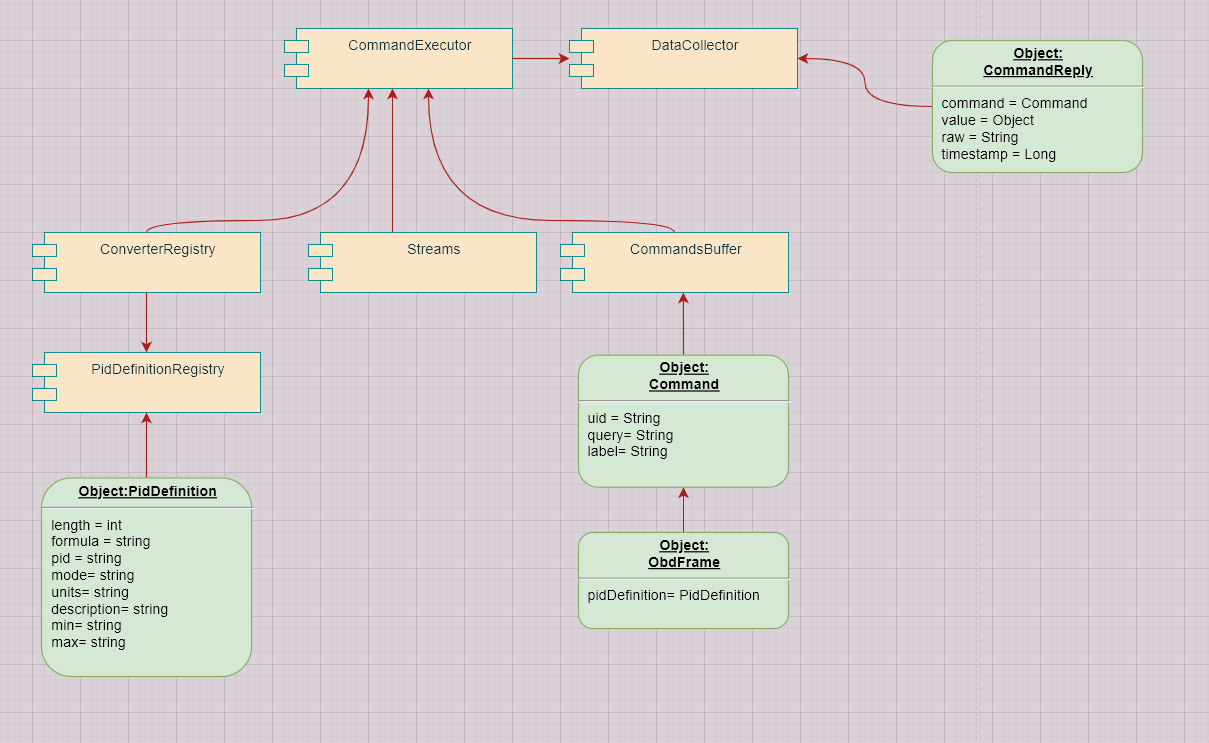 CommandExecutor
DataCollector
Object:
CommandReply
command = Command
value = Object
raw = String
timestamp = Long
ConverterRegistry
Streams
CommandsBuffer
PidDefinitionRegistry
Object:
Command
uid = String
query= String
label= String
Object:PidDefinition
length = int
formula = string
pid = string
mode= string
units= string
description= string
min= string
max= string
Object:
ObdFrame
pidDefinition= PidDefinition